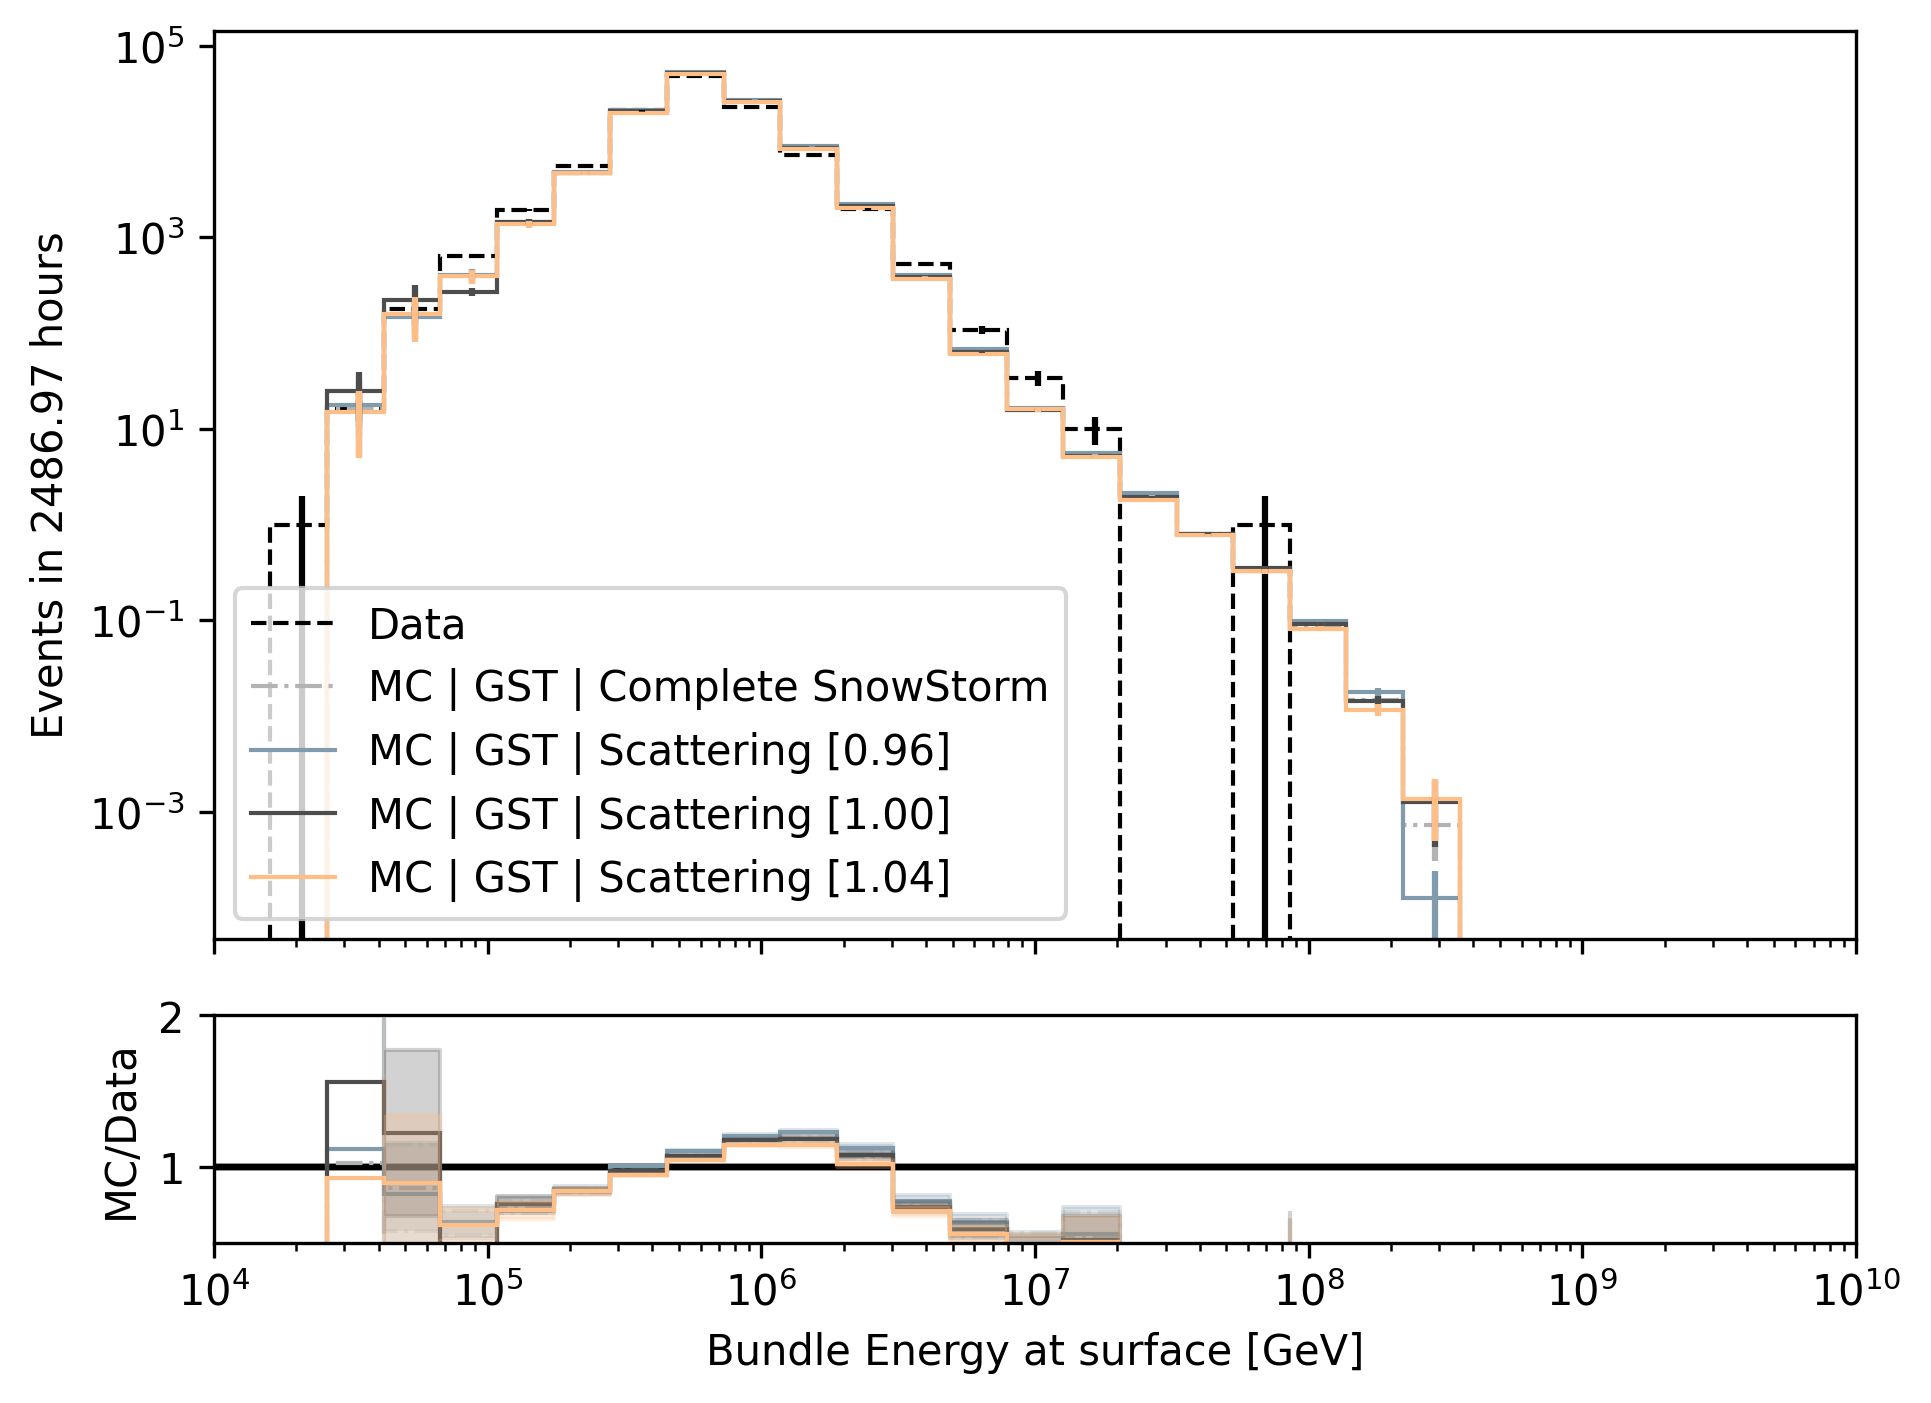 10^5
10^3
10^1
10^−1
10^−3
Events in 2486.97 hours
Data
MC | GST | Complete SnowStorm
MC | GST | Scattering [0.96]
MC | GST | Scattering [1.00]
MC | GST | Scattering [1.04]
2
1
MC/Data
10^4 10^5 10^6 10^7 10^8 10^9 10^10
Bundle Energy at surface [GeV]